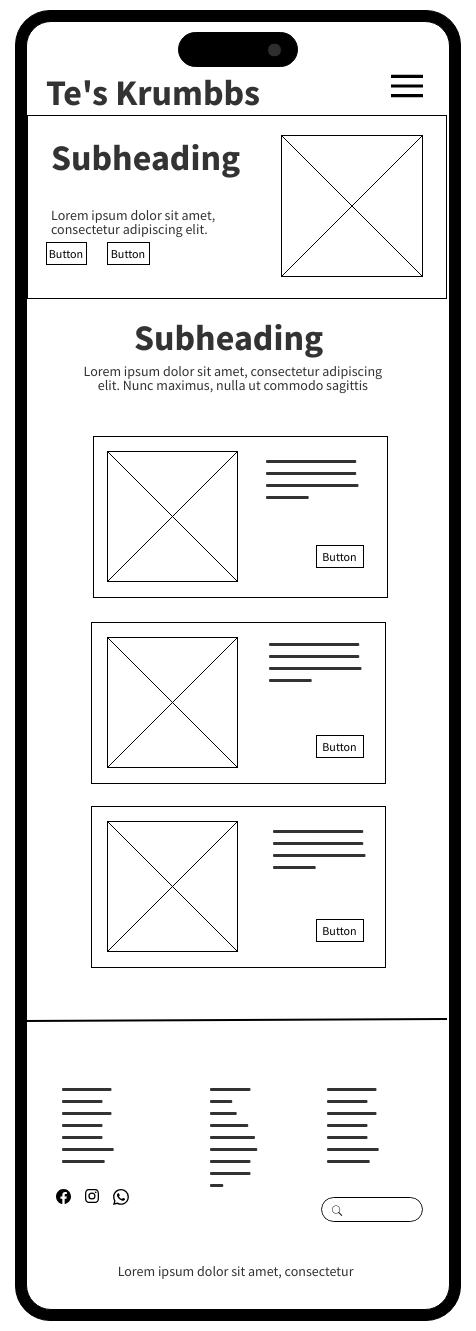 Te's Krumbbs
Subheading
Lorem ipsum dolor sit amet,
consectetur adipiscing elit.
Button Button
Subheading
Lorem ipsum dolor sit amet, consectetur adipiscing
elit. Nunc maximus, nulla ut commodo sagittis
Button
Button
Button
Lorem ipsum dolor sit amet, consectetur